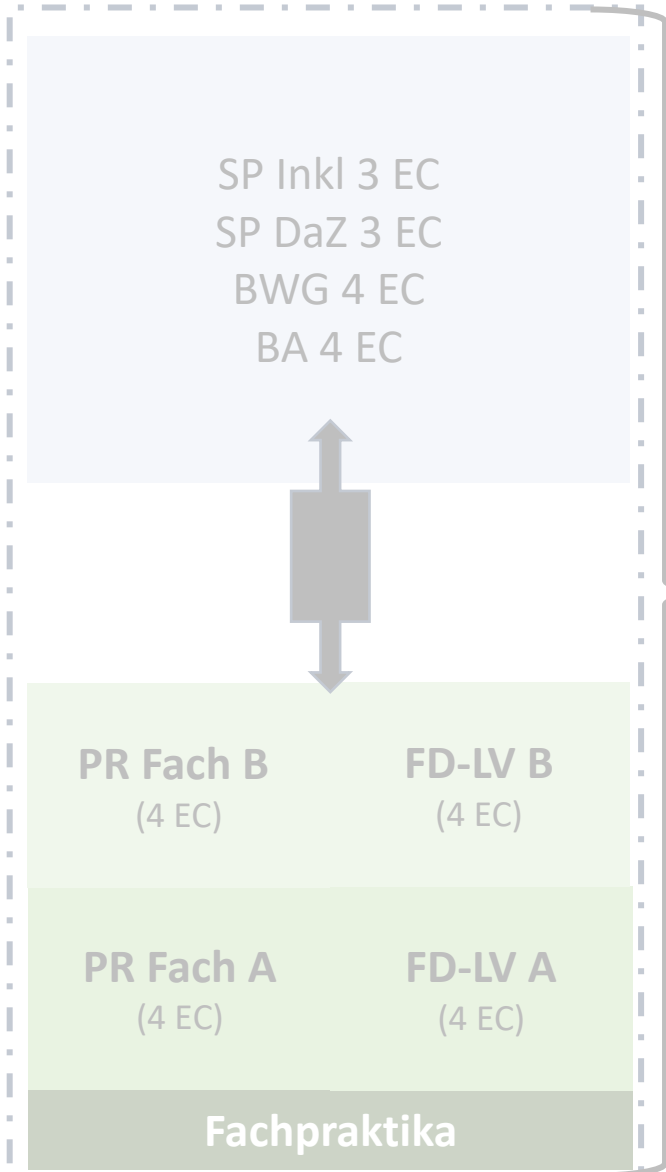 SP Inkl 3 EC
SP DaZ 3 EC
BWG 4 EC
BA 4 EC
PR Fach B
(4 EC)
FD-LV B
(4 EC)
PR Fach A
(4 EC)
FD-LV A
(4 EC)
Fachpraktika